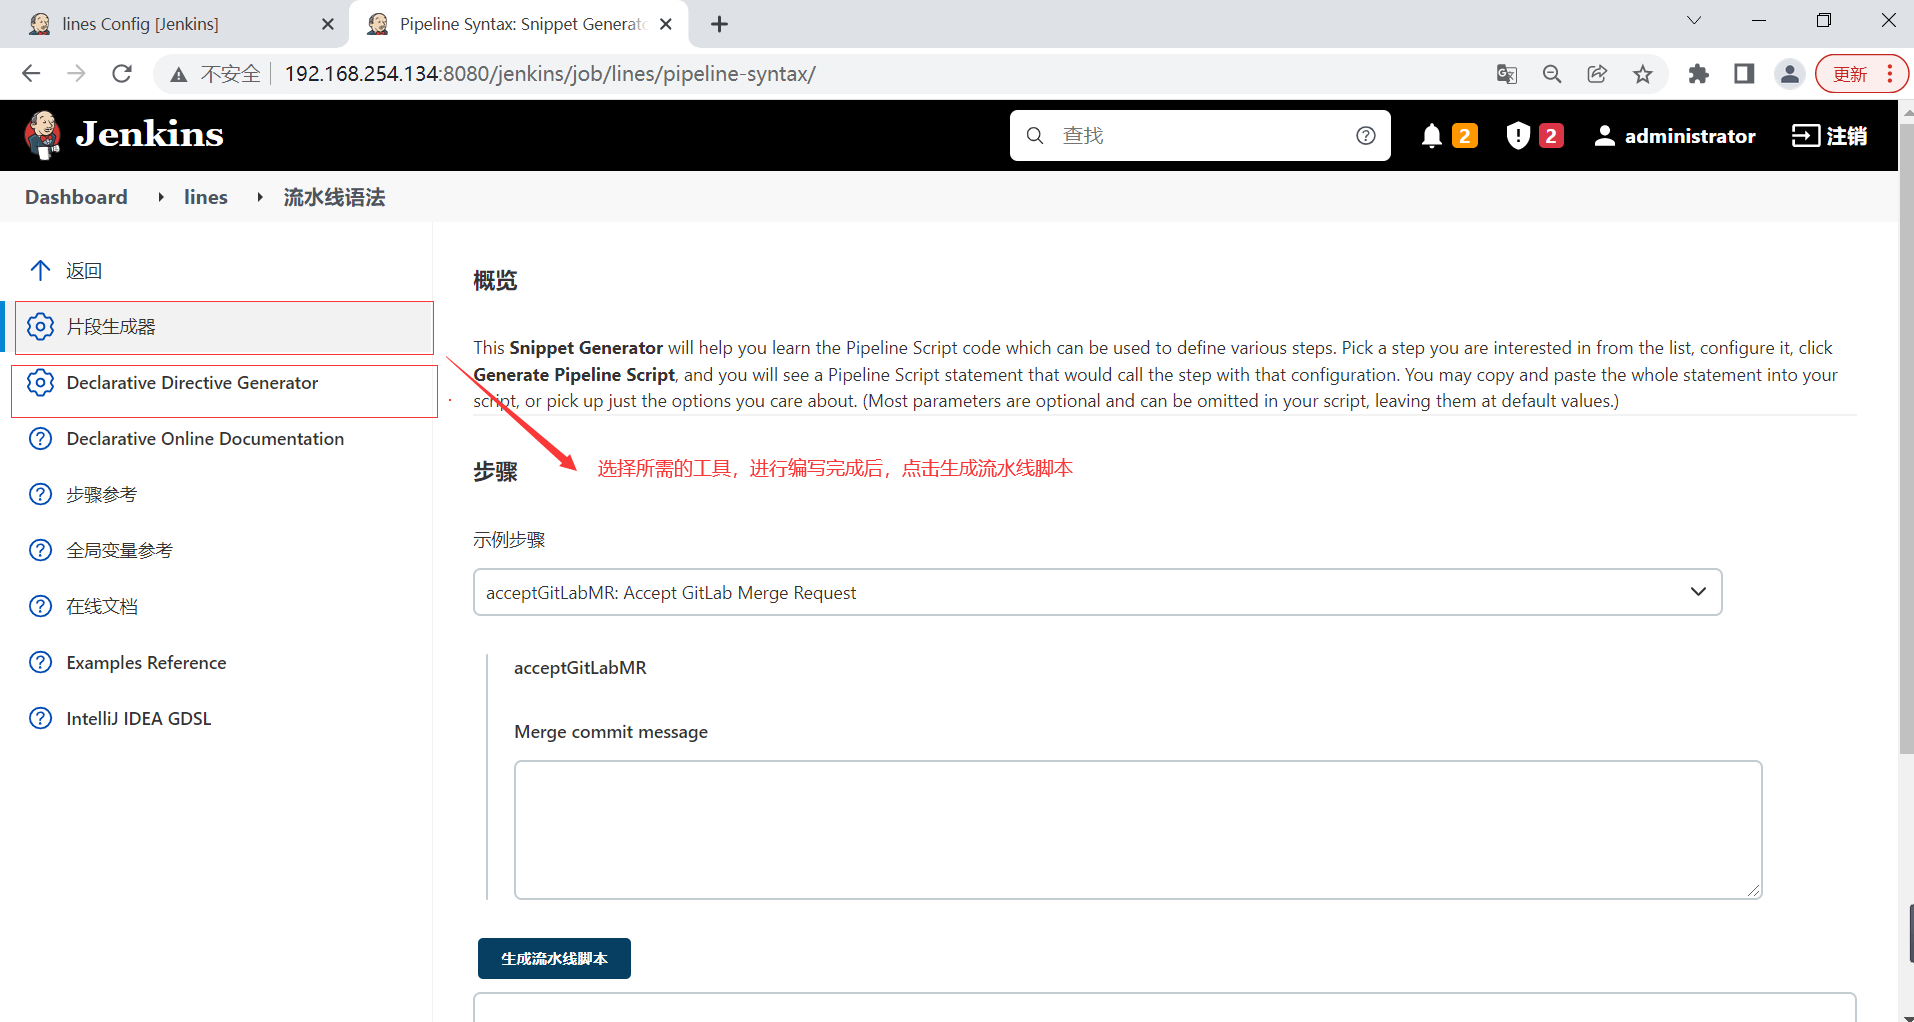 lines Config [Jenkins]
Pipeline Syntax: Snippet Generato
不安全
192.168.254.134:8080/jenkins/job/lines/pipeline-syntax/
更新
Jenkins
查找
2
2
administrator
注销
Dashboard
lines
流水线语法
返回
片段生成器
Declarative Directive Generator
Declarative Online Documentation
步骤参考
全局变量参考
在线文档
Examples Reference
IntelliJ IDEA GDSL
概览
This Snippet Generator will help you learn the Pipeline Script code which can be used to define various steps. Pick a step you are interested in from the list, configure it, click
Generate Pipeline Script, and you will see a Pipeline Script statement that would call the step with that configuration. You may copy and paste the whole statement into your
script, or pick up just the options you care about. (Most parameters are optional and can be omitted in your script, leaving them at default values.)
步骤
选择所需的工具，进行编写完成后，点击生成流水线脚本
示例步骤
acceptGitLabMR: Accept GitLab Merge Request
acceptGitLabMR
Merge commit message
生成流水线脚本